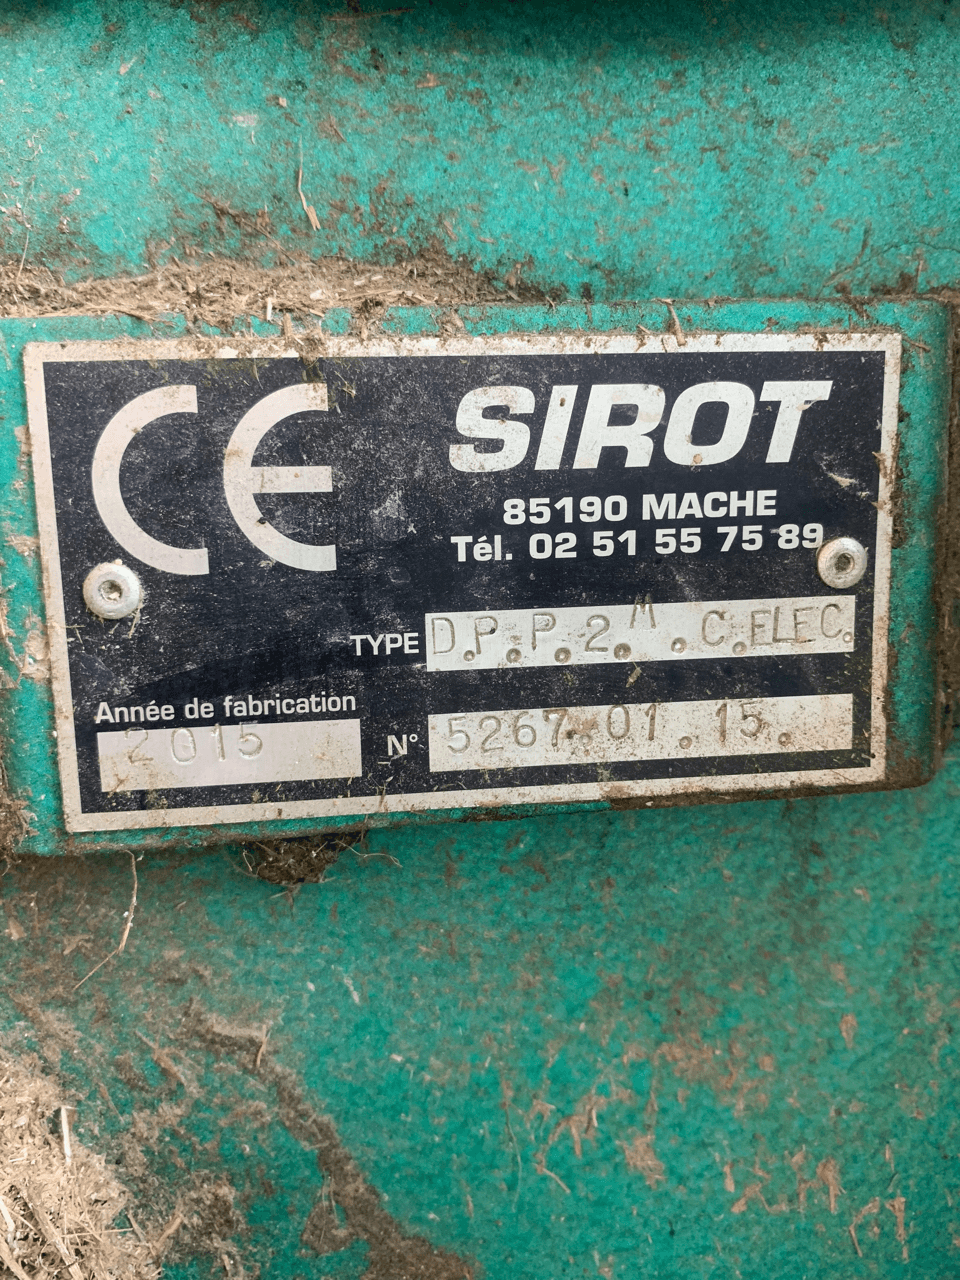 CE
SIROT
85190 MACHE
Tél. 02 51 55 75 89
TYPE D.P.P.2.M.C.ELEC.
Année de fabrication
2015
N° 5267.01.15.